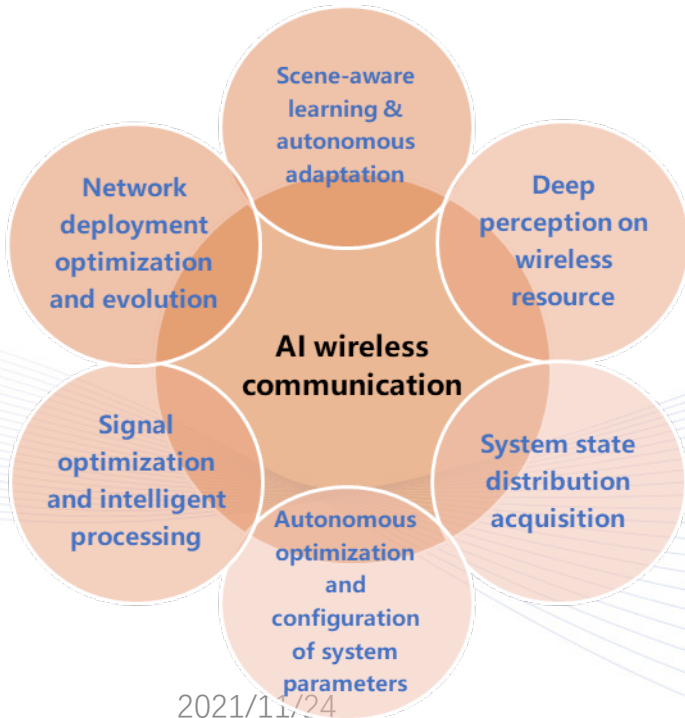 Scene-aware
learning &
autonomous
adaptation
Network
deployment
optimization
and evolution
Deep
perception on
wireless
resource
AI wireless
communication
Signal
optimization
and intelligent
processing
System state
distribution
acquisition
Autonomous
optimization
and
configuration
of system
parameters
2021/11/24